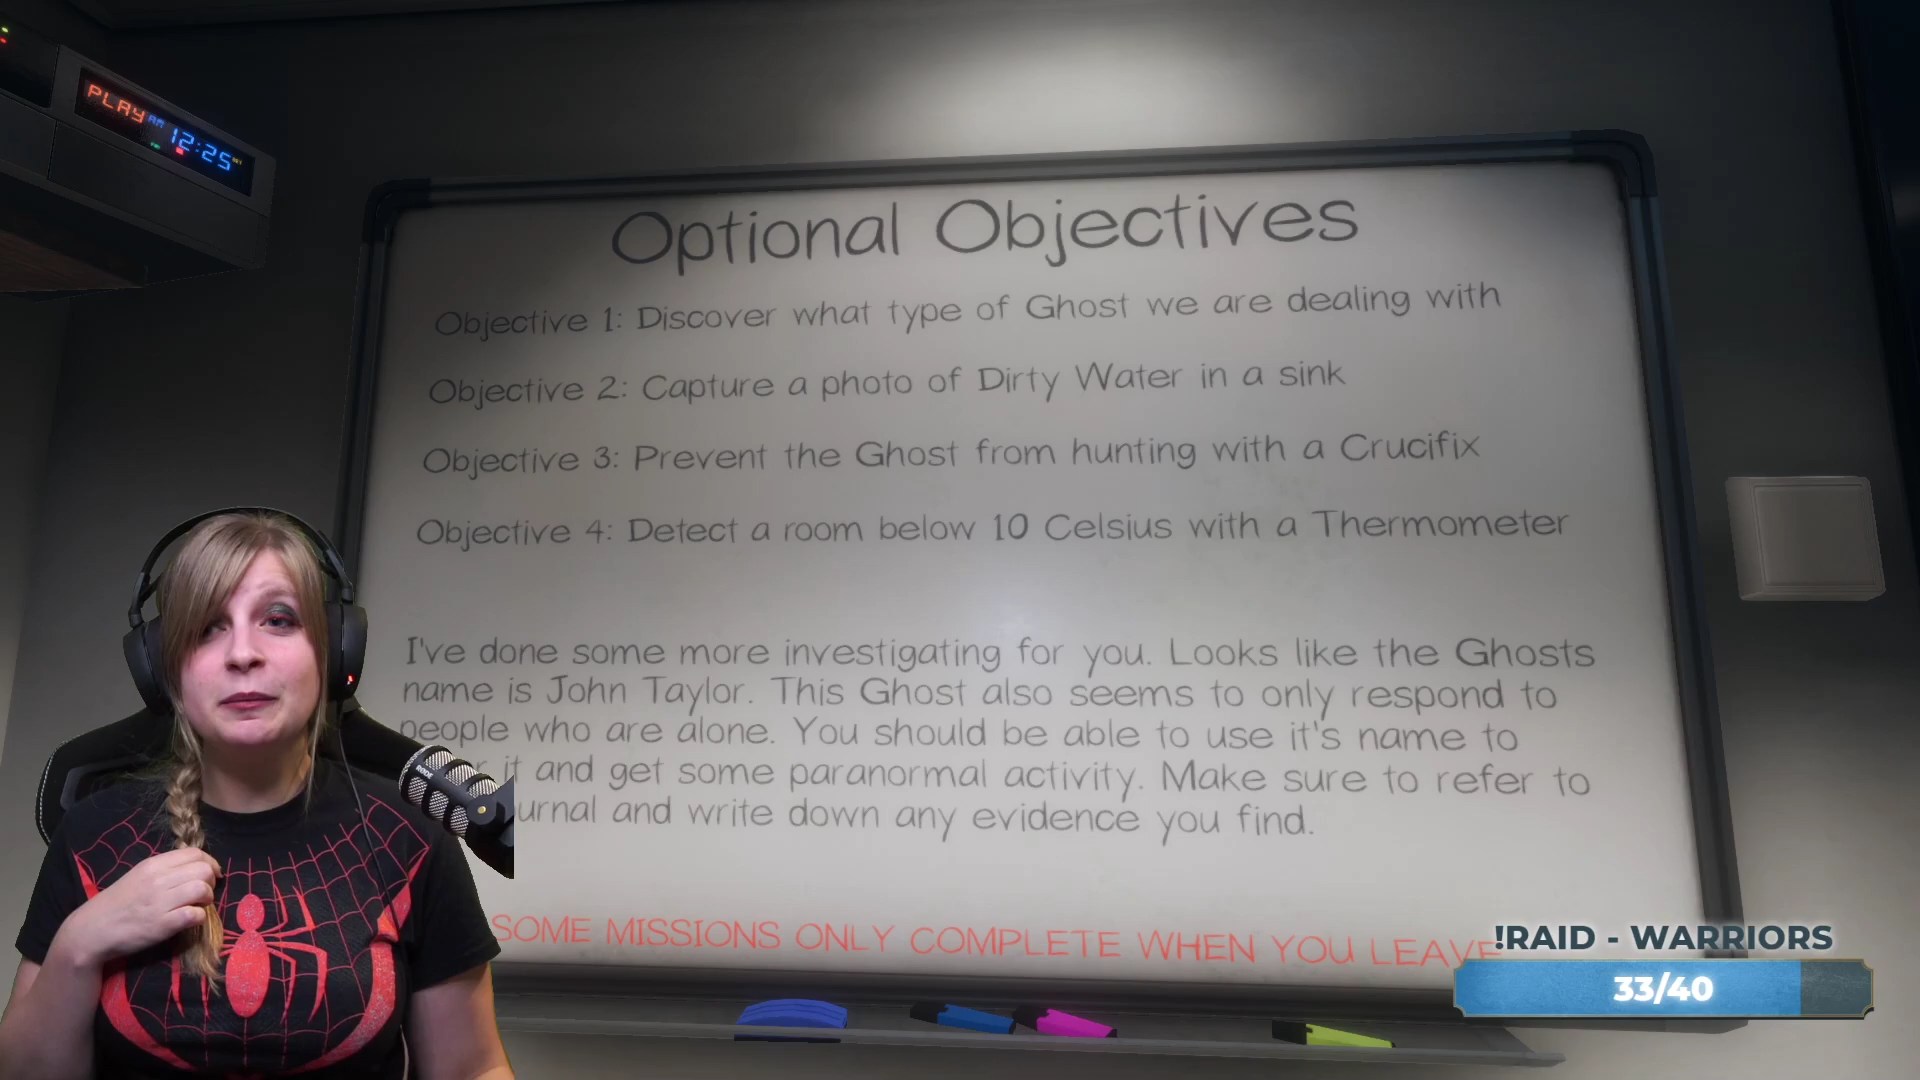 PLAY AM 12:25
Optional Objectives
Objective 1: Discover what type of Ghost we are dealing with
Objective 2: Capture a photo of Dirty Water in a sink
Objective 3: Prevent the Ghost from hunting with a Crucifix
Objective 4: Detect a room below 10 Celsius with a Thermometer
I've done some more investigating for you. Looks like the Ghosts
name is John Taylor. This Ghost also seems to only respond to
people who are alone. You should be able to use it's name to
it and get some paranormal activity. Make sure to refer to
and write down any evidence you find.
SOME MISSIONS ONLY COMPLETE WHEN YOU LEAVE
RODE
!RAID - WARRIORS
33/40